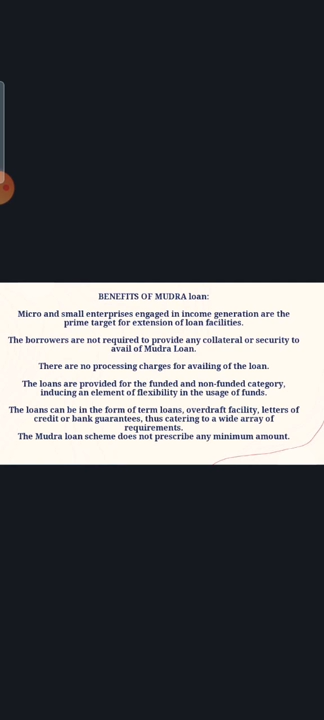 BENEFITS OF MUDRA loan:
Micro and small enterprises engaged in income generation are the
prime target for extension of loan facilities.
The borrowers are not required to provide any collateral or security to
avail of Mudra Loan.
There are no processing charges for availing of the loan.
The loans are provided for the funded and non-funded category,
inducing an element of flexibility in the usage of funds.
The loans can be in the form of term loans, overdraft facility, letters of
credit or bank guarantees, thus catering to a wide array of
requirements.
The Mudra loan scheme does not prescribe any minimum amount.